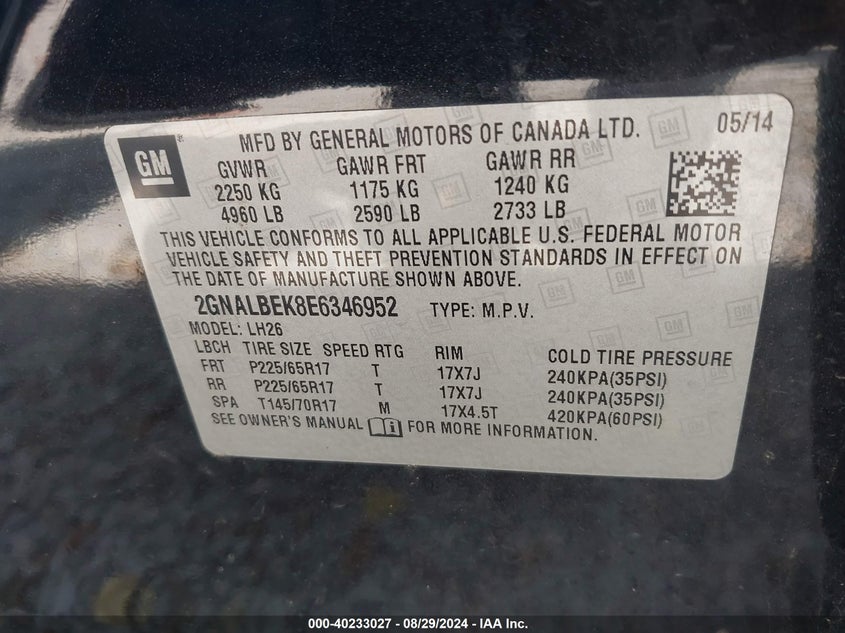 GM
MFD BY GENERAL MOTORS OF CANADA LTD. 05/14
GVWR GAWR FRT GAWR RR
2250 KG 1175 KG 1240 KG
4960 LB 2590 LB 2733 LB
THIS VEHICLE CONFORMS TO ALL APPLICABLE U.S. FEDERAL MOTOR
VEHICLE SAFETY AND THEFT PREVENTION STANDARDS IN EFFECT ON
THE DATE OF MANUFACTURE SHOWN ABOVE.
2GNALBEK8E6346952 TYPE: M.P.V.
MODEL: LH26
LBCH TIRE SIZE SPEED RTG RIM COLD TIRE PRESSURE
FRT P225/65R17 T 17X7J 240KPA(35PSI)
RR P225/65R17 T 17X7J 240KPA(35PSI)
SPA T145/70R17 M 17X4.5T 420KPA(60PSI)
SEE OWNER'S MANUAL FOR MORE INFORMATION.
000-40233027 - 08/29/2024 - IAA Inc.